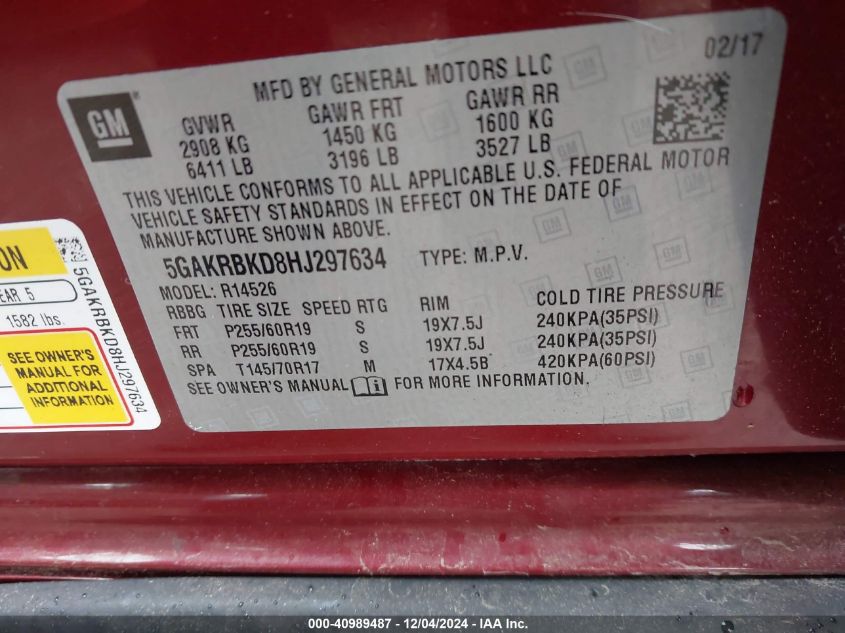 02/17
MFD BY GENERAL MOTORS LLC
GM
GVWR GAWR FRT GAWR RR
2908 KG 1450 KG 1600 KG
6411 LB 3196 LB 3527 LB
THIS VEHICLE CONFORMS TO ALL APPLICABLE U.S. FEDERAL MOTOR
VEHICLE SAFETY STANDARDS IN EFFECT ON THE DATE OF
MANUFACTURE SHOWN ABOVE.
5GAKRBKD8HJ297634 TYPE: M.P.V.
MODEL: R14526
RBBG TIRE SIZE SPEED RTG RIM COLD TIRE PRESSURE
FRT P255/60R19 S 19X7.5J 240KPA(35PSI)
RR P255/60R19 S 19X7.5J 240KPA(35PSI)
SPA T145/70R17 M 17X4.5B 420KPA(60PSI)
SEE OWNER'S MANUAL i FOR MORE INFORMATION.
ON
EAR 5
1582 lbs.
SEE OWNER'S
MANUAL FOR
ADDITIONAL
INFORMATION
5GAKRBKD8HJ297634
000-40989487 - 12/04/2024 - IAAI.COM